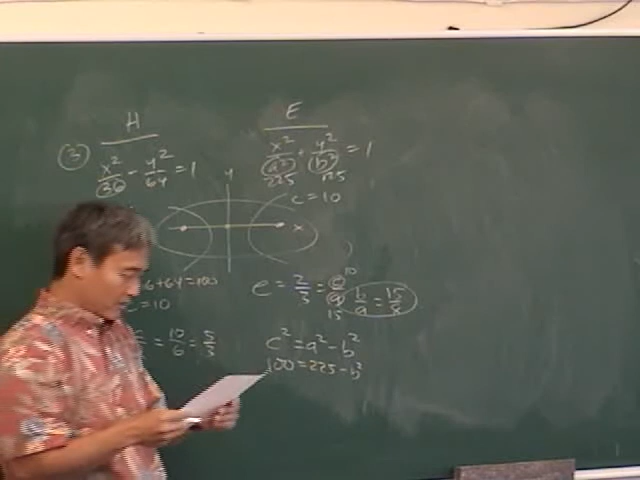 H
③ x²/36 - y²/64 = 1
E
x²/a² + y²/b² = 1
225 125
c = 10
y
x
6+64=100
c=10
= 10/6 = 5/3
e = 2/3 = c/a
10
15
c² = a² - b²
100 = 225 - b²